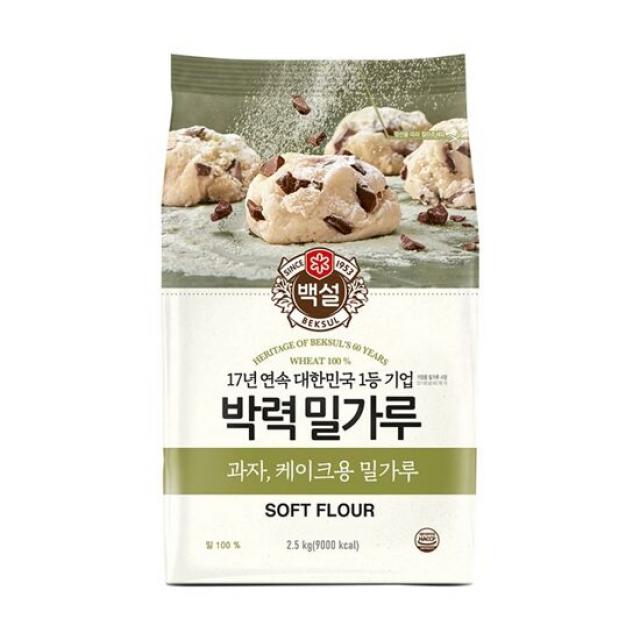 SINCE 1953
백설
BEKSUL
HERITAGE OF BEKSUL'S 60 YEARS
WHEAT 100 %
17년 연속 대한민국 1등 기업
박력 밀가루
과자, 케이크용 밀가루
SOFT FLOUR
밀 100 %
2.5 kg(9000 kcal)
HACCP